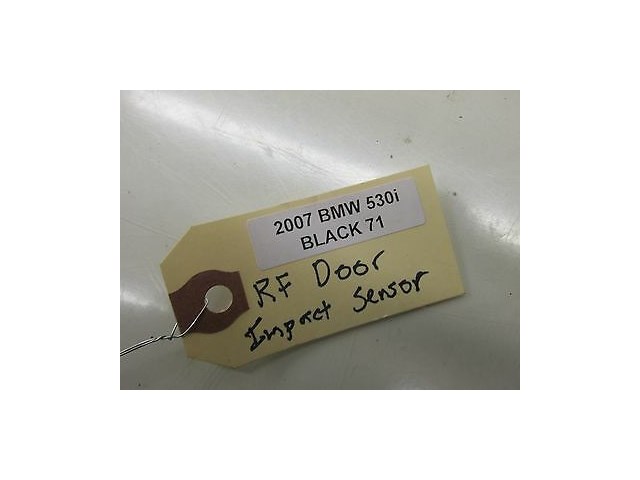 2007 BMW 530i
BLACK 71
RF Door
Impact Sensor